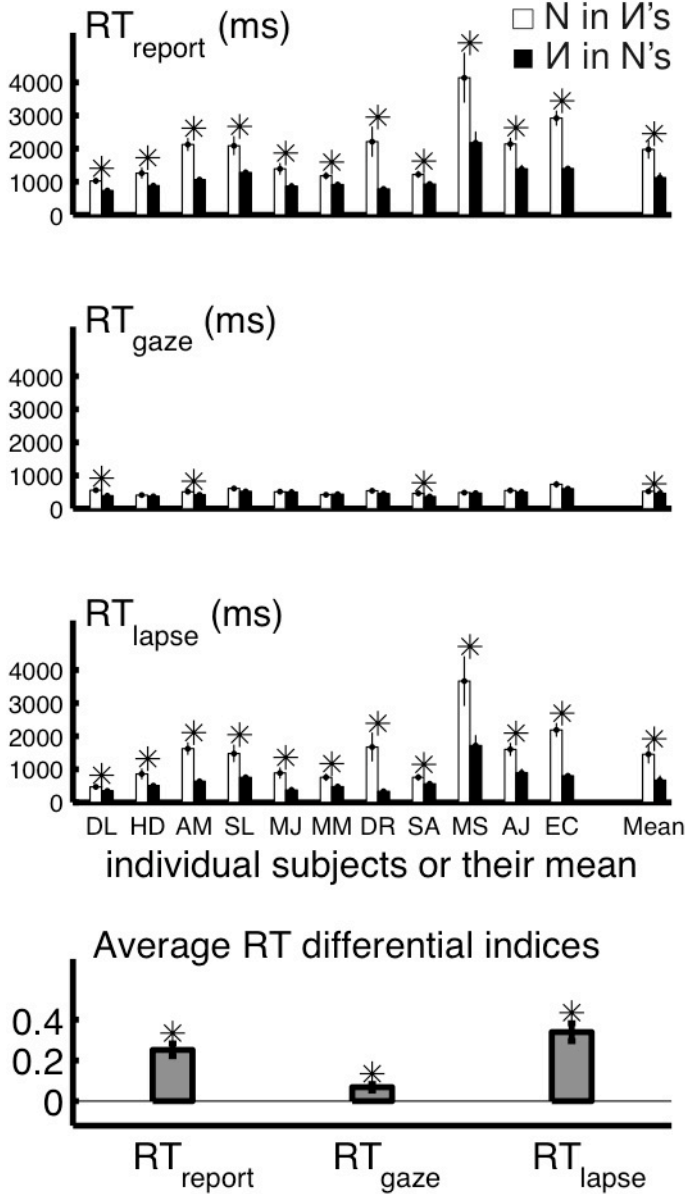 RTreport (ms)
N in И's
И in N's
4000
3000
2000
1000
0
RTgaze (ms)
4000
3000
2000
1000
0
RTlapse (ms)
4000
3000
2000
1000
0
DL HD AM SL MJ MM DR SA MS AJ EC Mean
individual subjects or their mean
Average RT differential indices
0.4
0.2
0
RTreport RTgaze RTlapse